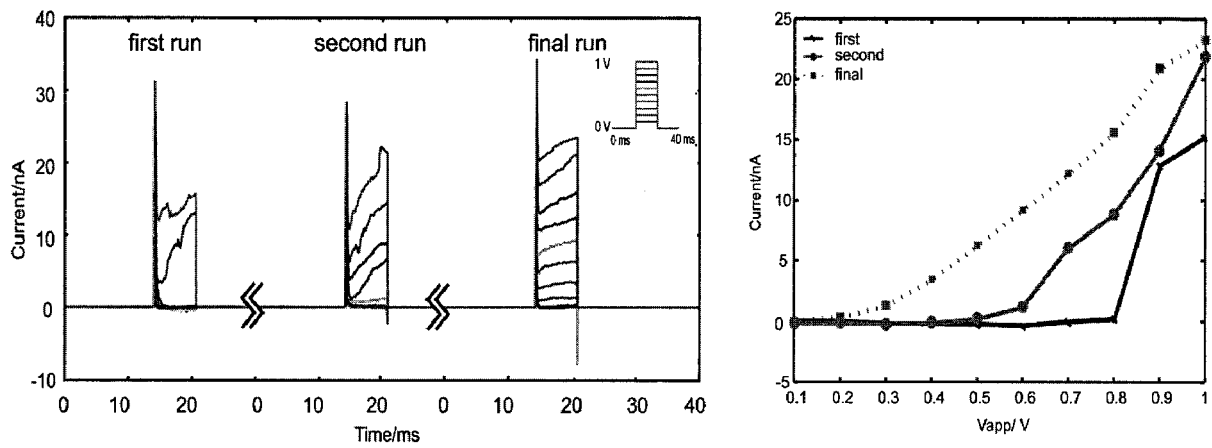 40
30
20
10
0
-10
Current/nA
first run
second run
final run
1 V
0 V
0 ms
40 ms
0
10
20
0
10
20
0
10
20
30
40
Time/ms
25
20
15
10
5
0
-5
Current/nA
first
second
final
0.1
0.2
0.3
0.4
0.5
0.6
0.7
0.8
0.9
1
Vapp/ V